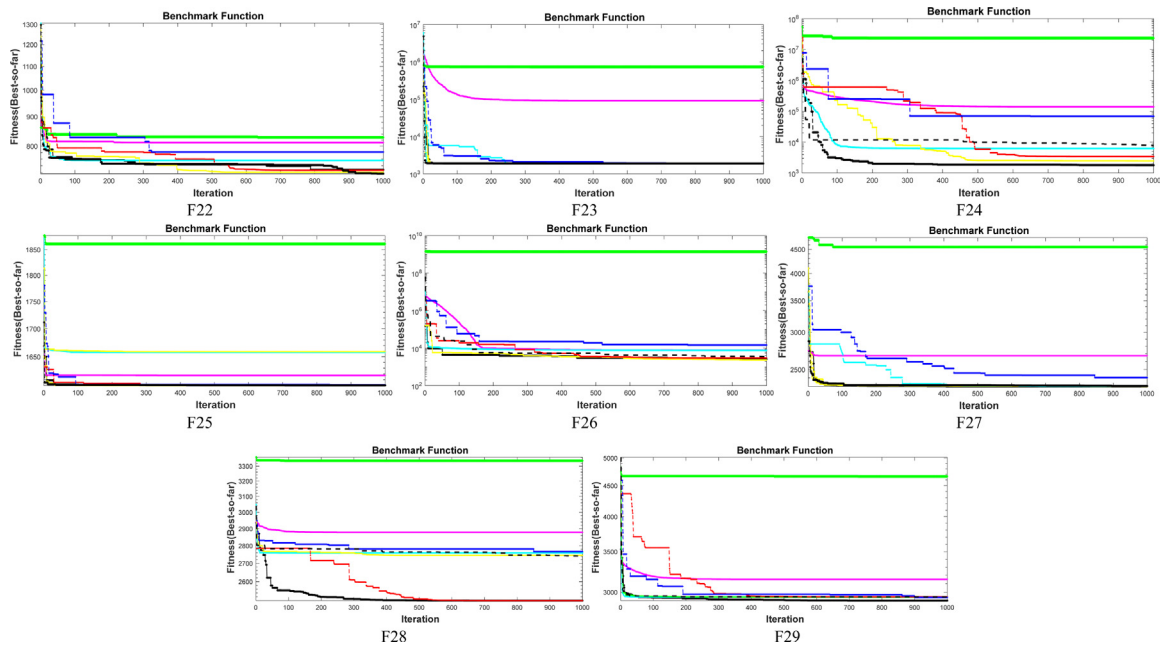 Benchmark Function
Fitness(Best-so-far)
1300
1200
1100
1000
900
800
0 100 200 300 400 500 600 700 800 900 1000
Iteration
F22
Benchmark Function
Fitness(Best-so-far)
10^7
10^6
10^5
10^4
10^3
0 100 200 300 400 500 600 700 800 900 1000
Iteration
F23
Benchmark Function
Fitness(Best-so-far)
10^8
10^7
10^6
10^5
10^4
10^3
0 100 200 300 400 500 600 700 800 900 1000
Iteration
F24
Benchmark Function
Fitness(Best-so-far)
1850
1800
1750
1700
1650
0 100 200 300 400 500 600 700 800 900 1000
Iteration
F25
Benchmark Function
Fitness(Best-so-far)
10^10
10^8
10^6
10^4
10^2
0 100 200 300 400 500 600 700 800 900 1000
Iteration
F26
Benchmark Function
Fitness(Best-so-far)
4500
4000
3500
3000
2500
0 100 200 300 400 500 600 700 800 900 1000
Iteration
F27
Benchmark Function
Fitness(Best-so-far)
3300
3200
3100
3000
2900
2800
2700
2600
0 100 200 300 400 500 600 700 800 900 1000
Iteration
F28
Benchmark Function
Fitness(Best-so-far)
5000
4500
4000
3500
3000
0 100 200 300 400 500 600 700 800 900 1000
Iteration
F29